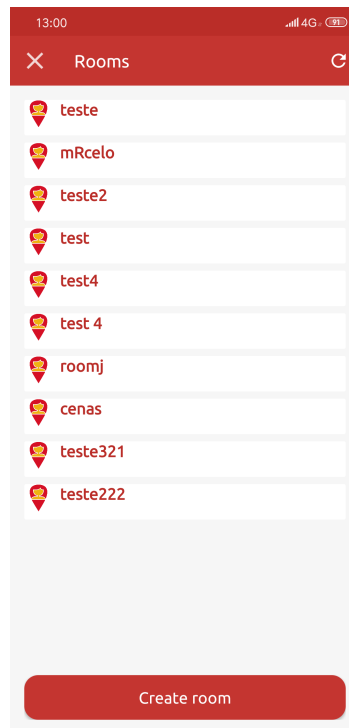 13:00
4G
91
Rooms
teste
mRcelo
teste2
test
test4
test 4
roomj
cenas
teste321
teste222
Create room